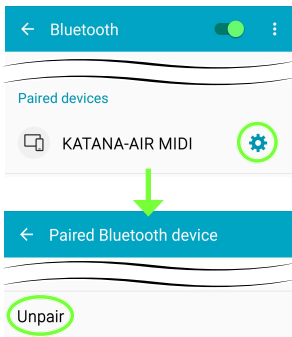 Bluetooth
Paired devices
KATANA-AIR MIDI
Paired Bluetooth device
Unpair